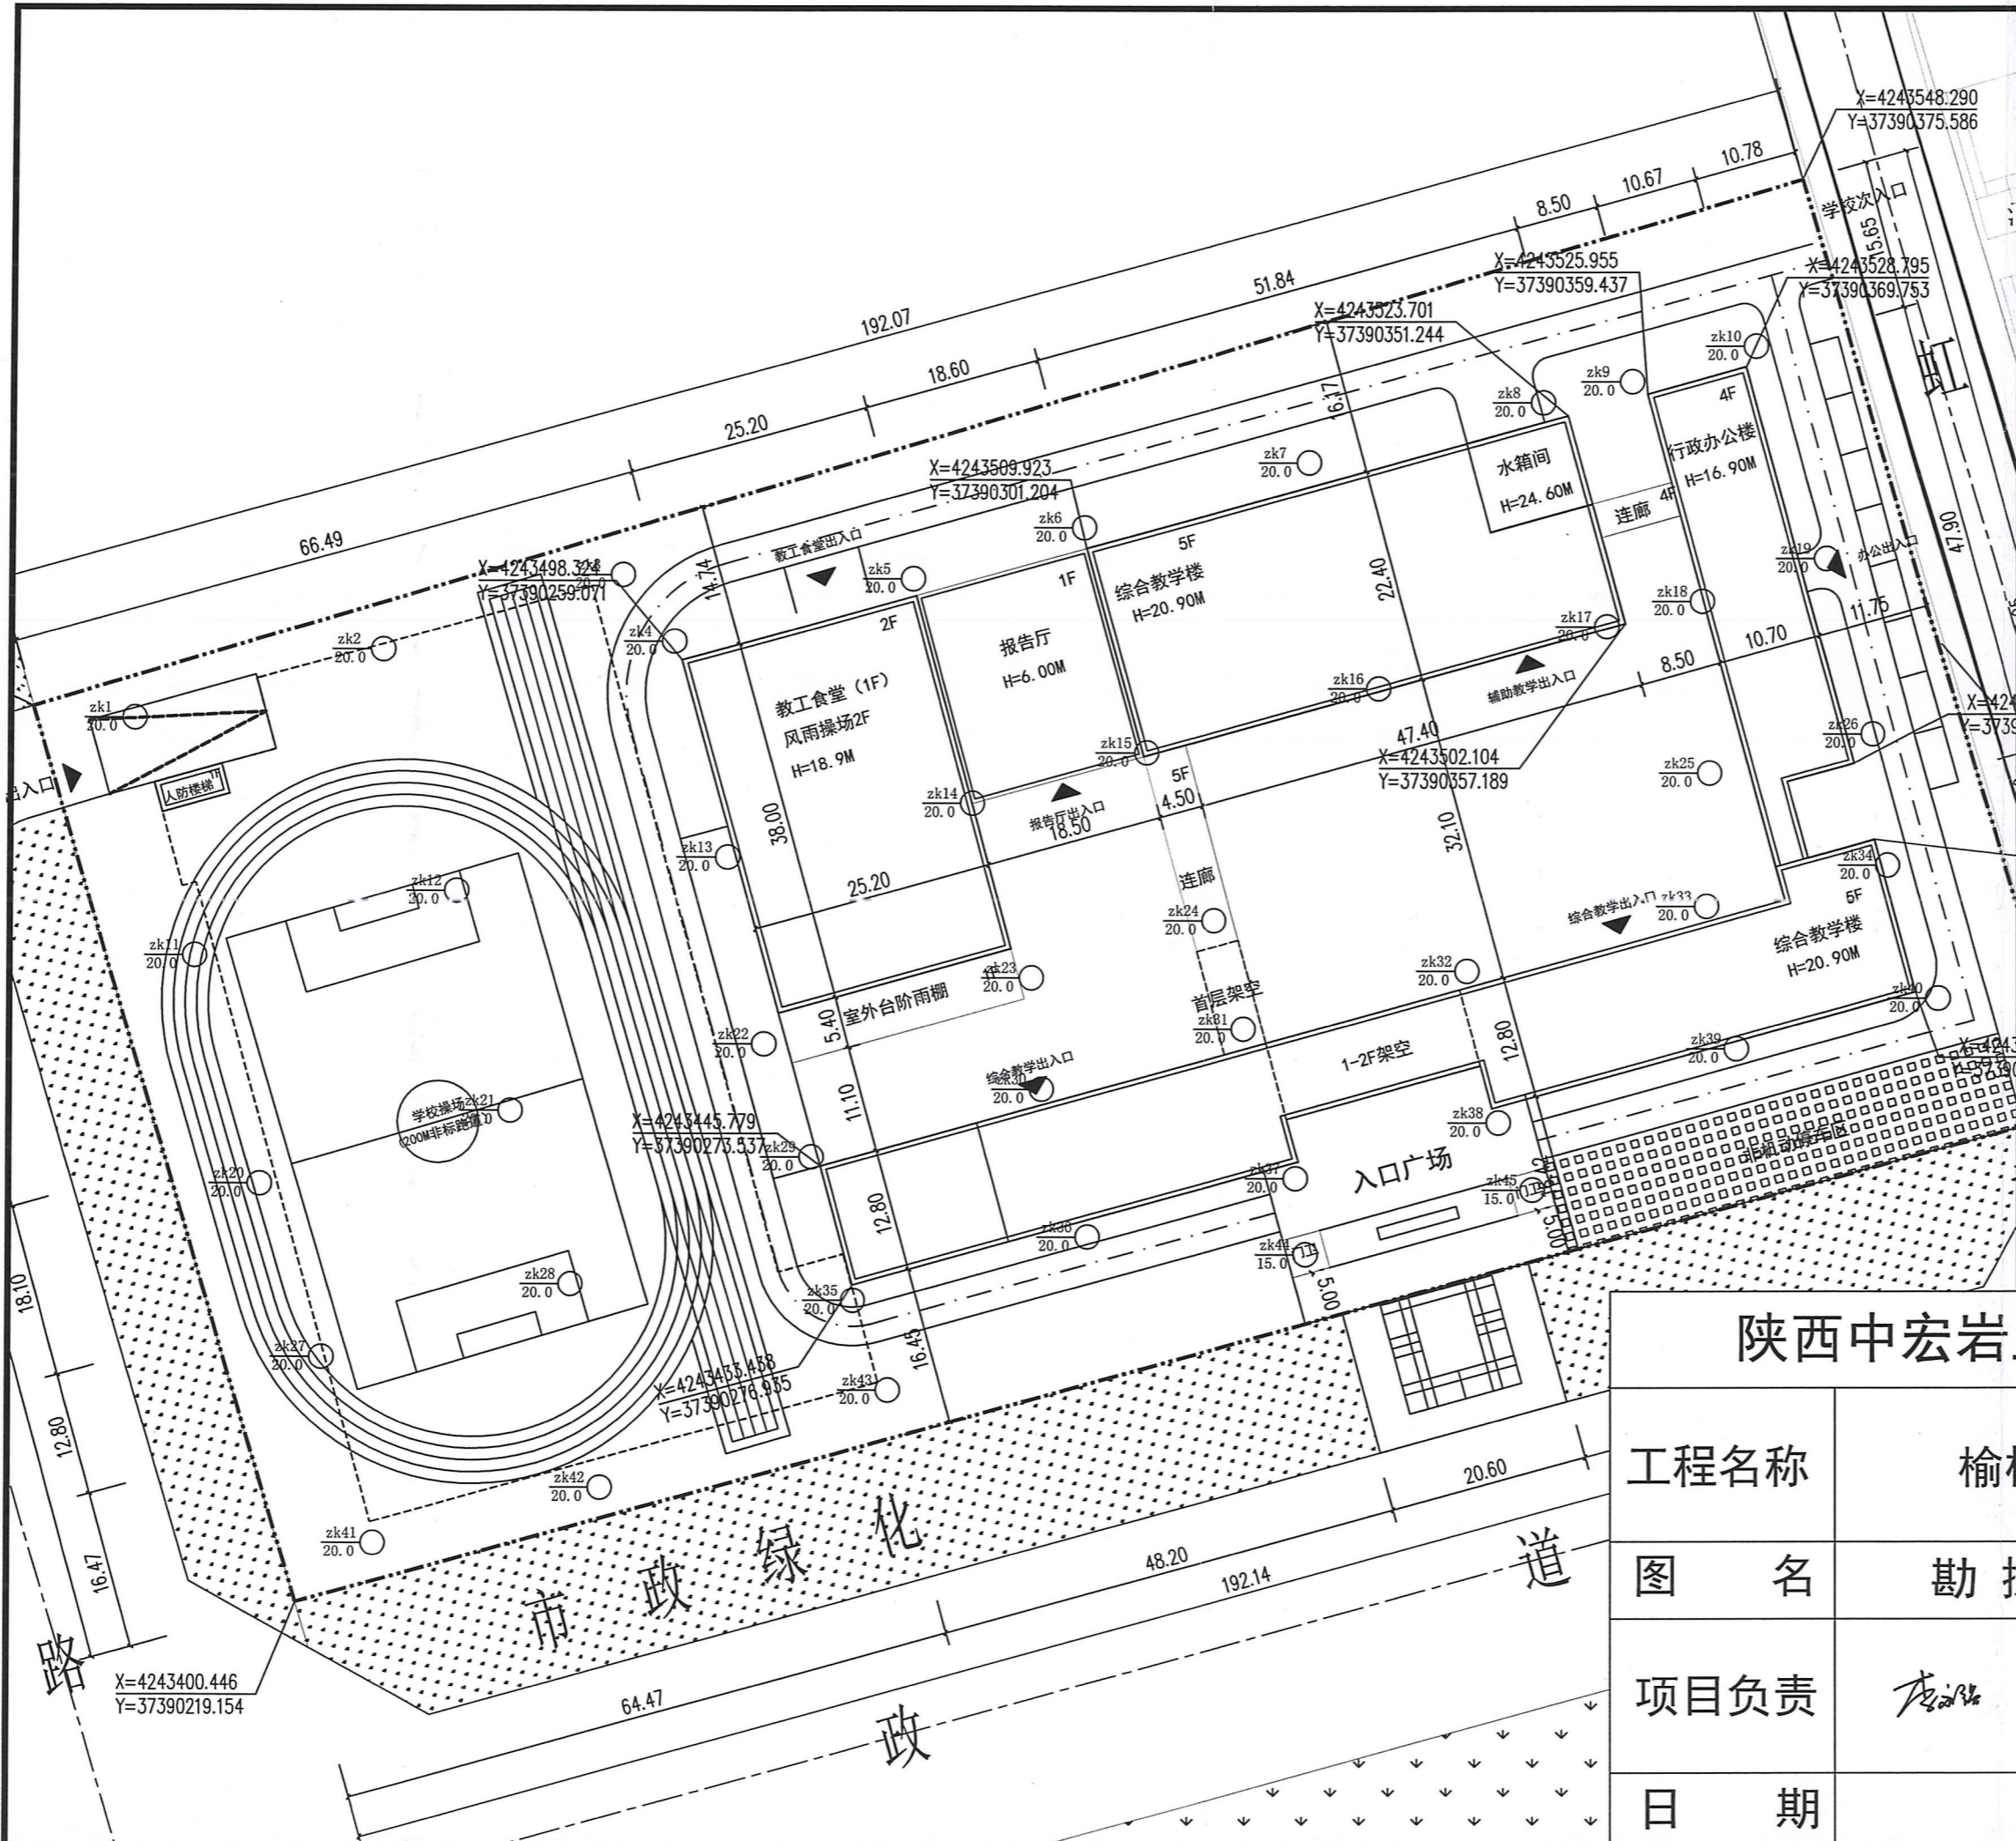 X=4243548.290
Y=37390375.586
10.78
10.67
8.50
学校次入口
15.65
X=4243525.955
Y=37390359.437
X=4243528.795
Y=37390369.753
51.84
192.07
X=4243523.701
Y=37390351.244
zk10
20.0
18.60
zk9
20.0
zk8
20.0
16.17
4F
25.20
行政办公楼
H=16.90M
zk7
20.0
水箱间
H=24.60M
X=4243509.923
Y=37390301.204
4F
连廊
66.49
zk6
20.0
47.90
教工食堂出入口
5F
zk19
20.0
办公出入口
X=4243498.324
Y=37390259.071
20.0
14.74
zk5
20.0
1F
综合教学楼
H=20.90M
22.40
zk18
20.0
11.75
zk2
20.0
zk4
20.0
2F
报告厅
H=6.00M
zk17
20.0
10.70
8.50
教工食堂（1F）
风雨操场2F
H=18.9M
zk16
20.0
辅助教学出入口
zk1
20.0
47.40
X=4243502.104
Y=37390357.189
zk26
20.0
zk15
20.0
zk25
20.0
出入口
人防楼梯
1F
5F
4.50
zk14
20.0
报告厅出入口
18.50
38.00
32.10
zk13
20.0
25.20
连廊
zk34
20.0
zk12
20.0
zk24
20.0
综合教学出入口
zk33
20.0
5F
综合教学楼
H=20.90M
zk11
20.0
zk23
20.0
zk32
20.0
室外台阶雨棚
首层架空
zk40
20.0
5.40
zk22
20.0
zk31
20.0
1-2F架空
12.80
zk39
20.0
综合教学出入口
zk30
20.0
11.10
学校操场
(200M非标跑道)
zk21
20.0
X=4243445.779
Y=37390273.537
zk29
20.0
zk38
20.0
非机动停车区
zk20
20.0
zk37
20.0
入口广场
zk45
15.0
12.80
5.00
zk36
20.0
zk44
15.0
门卫
zk28
20.0
zk35
20.0
5.00
18.10
zk27
20.0
16.45
X=4243433.438
Y=37390276.935
zk43
20.0
12.80
zk42
20.0
20.60
zk41
20.0
16.47
48.20
192.14
市政绿化
道
路
X=4243400.446
Y=37390219.154
64.47
政
陕西中宏岩
工程名称
榆
图 名
勘
项目负责
日 期